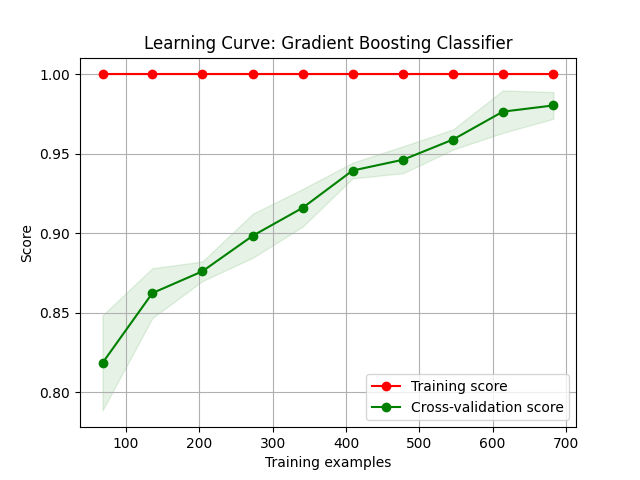 Learning Curve: Gradient Boosting Classifier
1.00
0.95
0.90
0.85
0.80
Score
Training score
Cross-validation score
100 200 300 400 500 600 700
Training examples